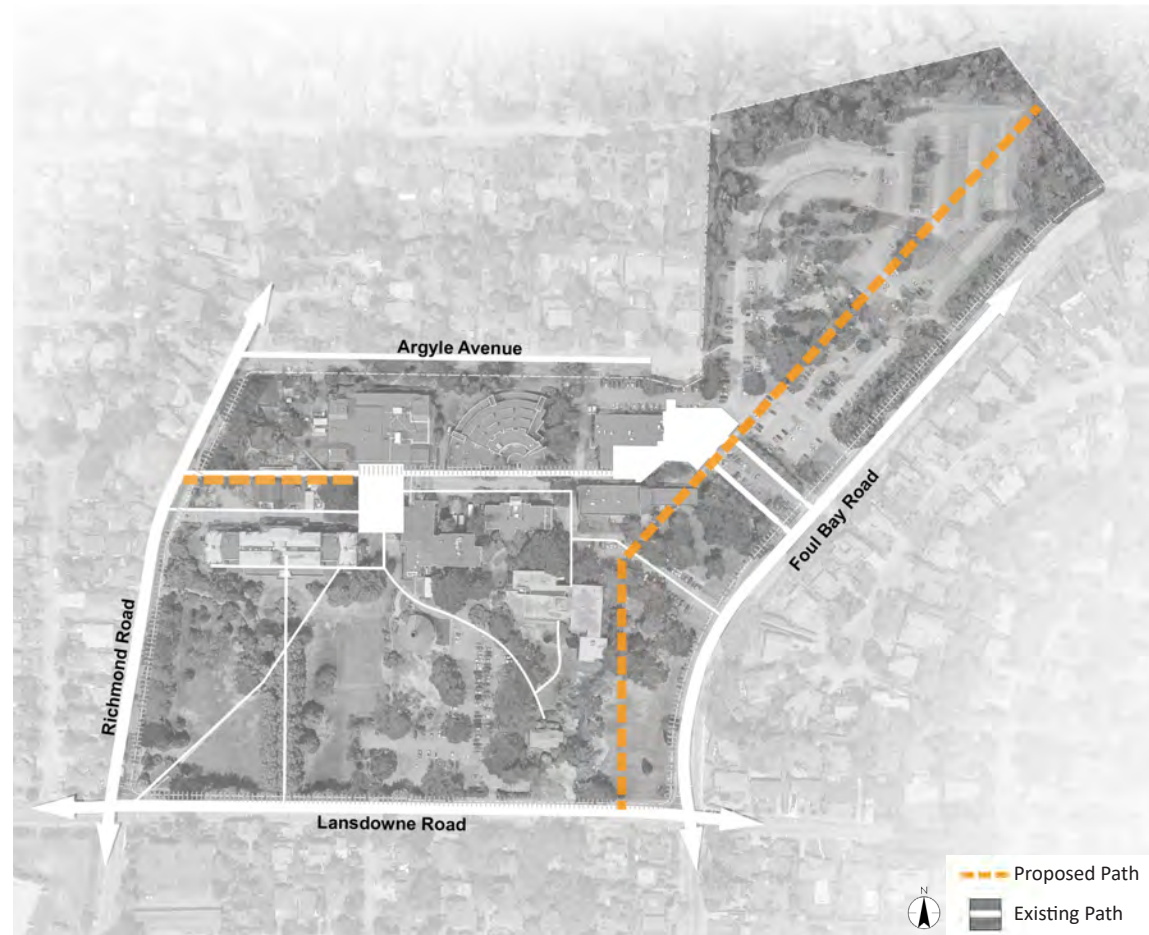 Argyle Avenue
Foul Bay Road
Richmond Road
Lansdowne Road
Proposed Path
N
Existing Path